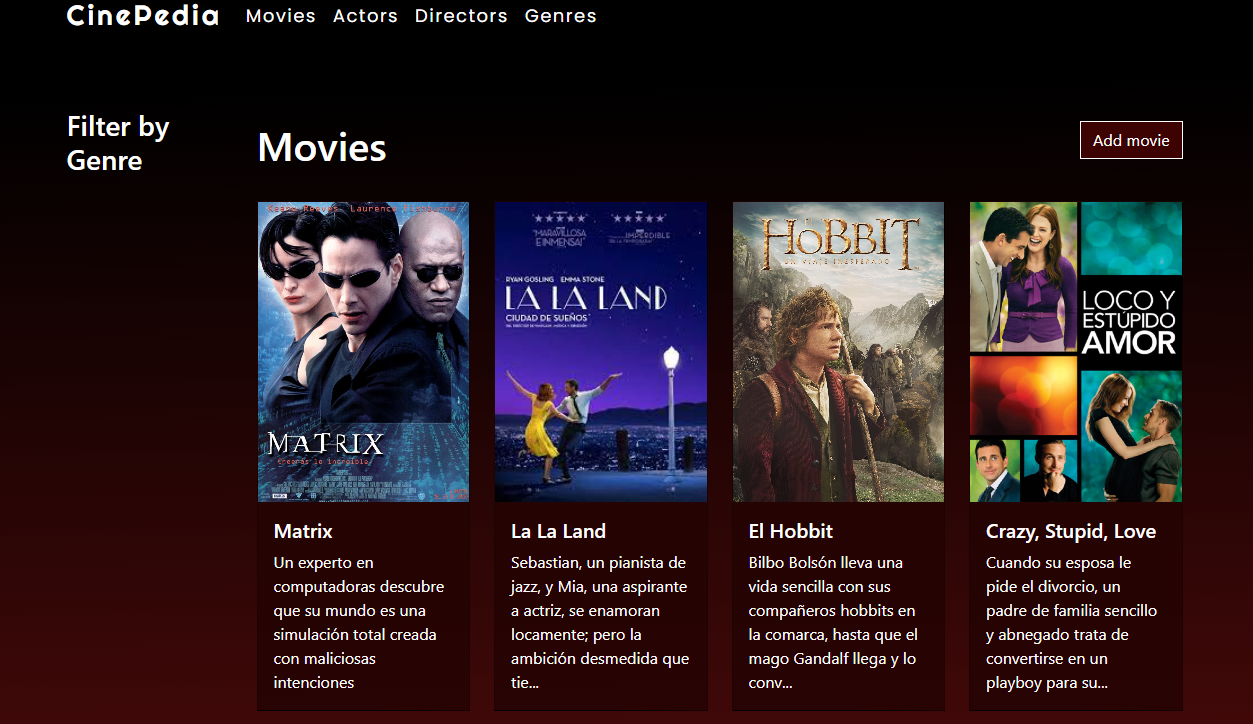 CinePedia
Movies Actors Directors Genres
Filter by
Genre
Movies
Add movie
MATRIX
Matrix
Un experto en
computadoras descubre
que su mundo es una
simulación total creada
con maliciosas
intenciones
"MARAVILLOSA
E INMENSA"
IMPERDIBLE
RYAN GOSLING EMMA STONE
LA LA LAND
CIUDAD DE SUEÑOS
La La Land
Sebastian, un pianista de
jazz, y Mia, una aspirante
a actriz, se enamoran
locamente; pero la
ambición desmedida que
tie...
HOBBIT
UN VIAJE INESPERADO
El Hobbit
Bilbo Bolsón lleva una
vida sencilla con sus
compañeros hobbits en
la comarca, hasta que el
mago Gandalf llega y lo
conv...
LOCO Y
ESTÚPIDO
AMOR
Crazy, Stupid, Love
Cuando su esposa le
pide el divorcio, un
padre de familia sencillo
y abnegado trata de
convertirse en un
playboy para su...